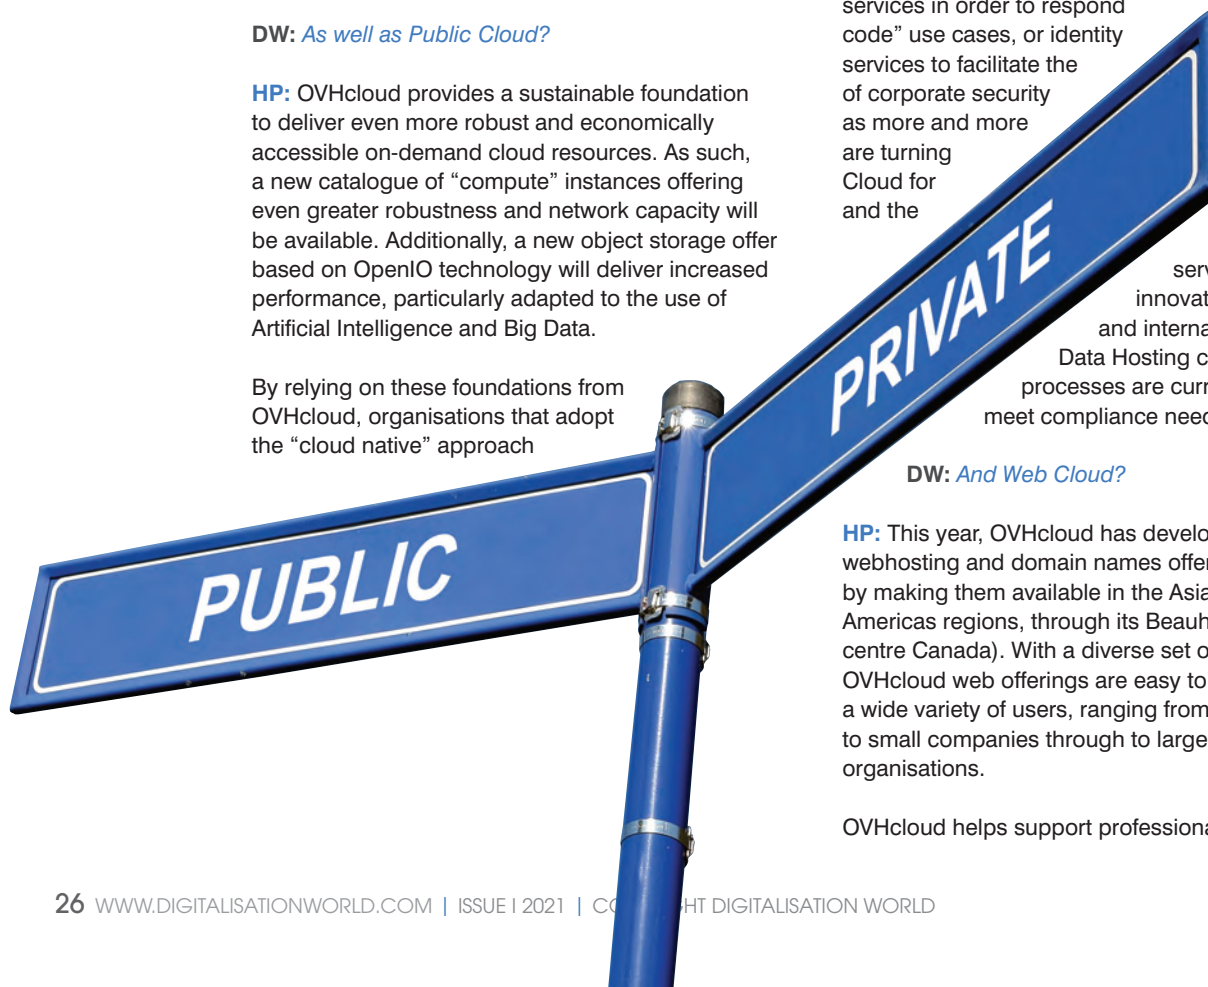 DW: As well as Public Cloud?
HP: OVHcloud provides a sustainable foundation
to deliver even more robust and economically
accessible on-demand cloud resources. As such,
a new catalogue of “compute” instances offering
even greater robustness and network capacity will
be available. Additionally, a new object storage offer
based on OpenIO technology will deliver increased
performance, particularly adapted to the use of
Artificial Intelligence and Big Data.
By relying on these foundations from
OVHcloud, organisations that adopt
the “cloud native” approach
PUBLIC
PRIVATE
services in order to respond
code” use cases, or identity
services to facilitate the
of corporate security
as more and more
are turning
Cloud for
and the
and
Data Hosting
processes are
meet compliance
DW: And Web Cloud?
HP: This year, OVHcloud has
webhosting and domain names
by making them available in the
Americas regions, through its
centre Canada). With a diverse set
OVHcloud web offerings are easy to
a wide variety of users, ranging from
to small companies through to large
organisations.
OVHcloud helps support
26 WWW.DIGITALISATIONWORLD.COM | ISSUE I 2021 | DIGITALISATION WORLD